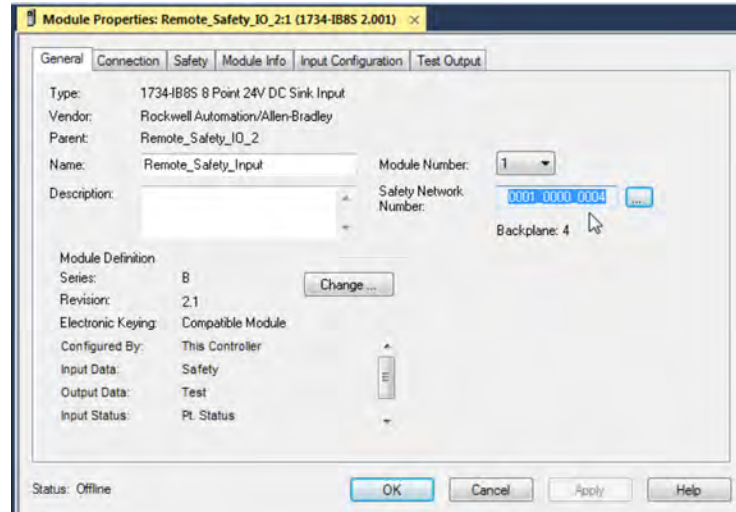 Module Properties: Remote_Safety_IO_2:1 (1734-IB8S 2.001) ×
General Connection Safety Module Info Input Configuration Test Output
Type: 1734-IB8S 8 Point 24V DC Sink Input
Vendor: Rockwell Automation/Allen-Bradley
Parent: Remote_Safety_IO_2
Name: Remote_Safety_Input Module Number: 1
Description: Safety Network Number: 0001_0000_0004 ...
Backplane: 4
Module Definition
Series: B Change ...
Revision: 2.1
Electronic Keying: Compatible Module
Configured By: This Controller
Input Data: Safety
Output Data: Test
Input Status: Pt. Status
Status: Offline OK Cancel Apply Help